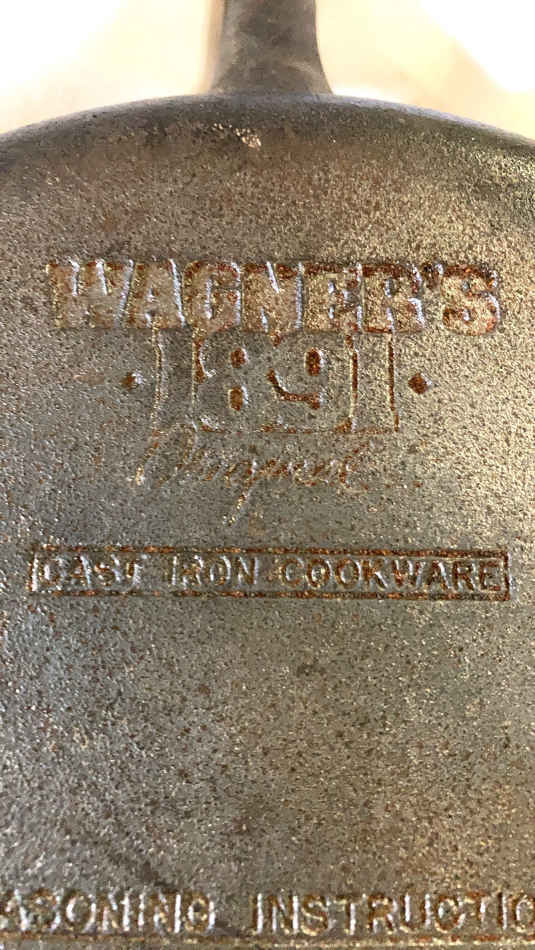 WAGNER'S
· 1891 ·
Original
CAST IRON COOKWARE
ASONING INSTRUCTIO